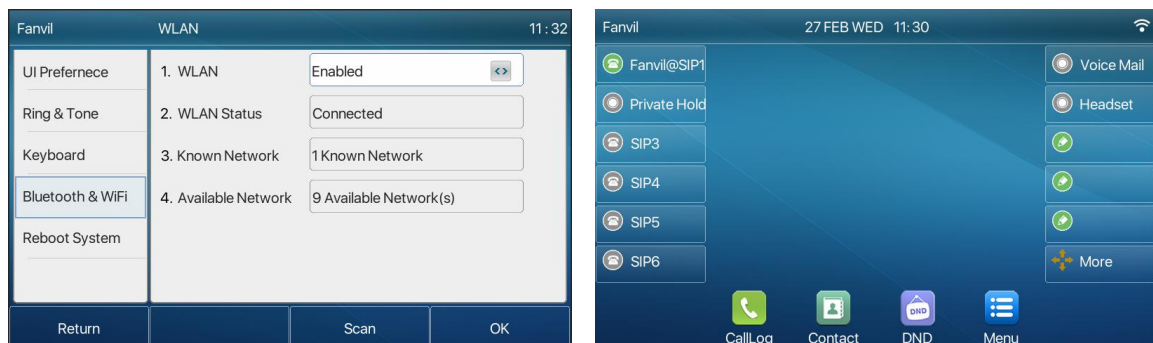 Fanvil WLAN 11:32
UI Prefernece
Ring & Tone
Keyboard
Bluetooth & WiFi
Reboot System
1. WLAN Enabled
2. WLAN Status Connected
3. Known Network 1 Known Network
4. Available Network 9 Available Network(s)
Return Scan OK
Fanvil 27 FEB WED 11:30
Fanvil@SIP1
Private Hold
SIP3
SIP4
SIP5
SIP6
Voice Mail
Headset
More
CallLog Contact DND Menu
DND